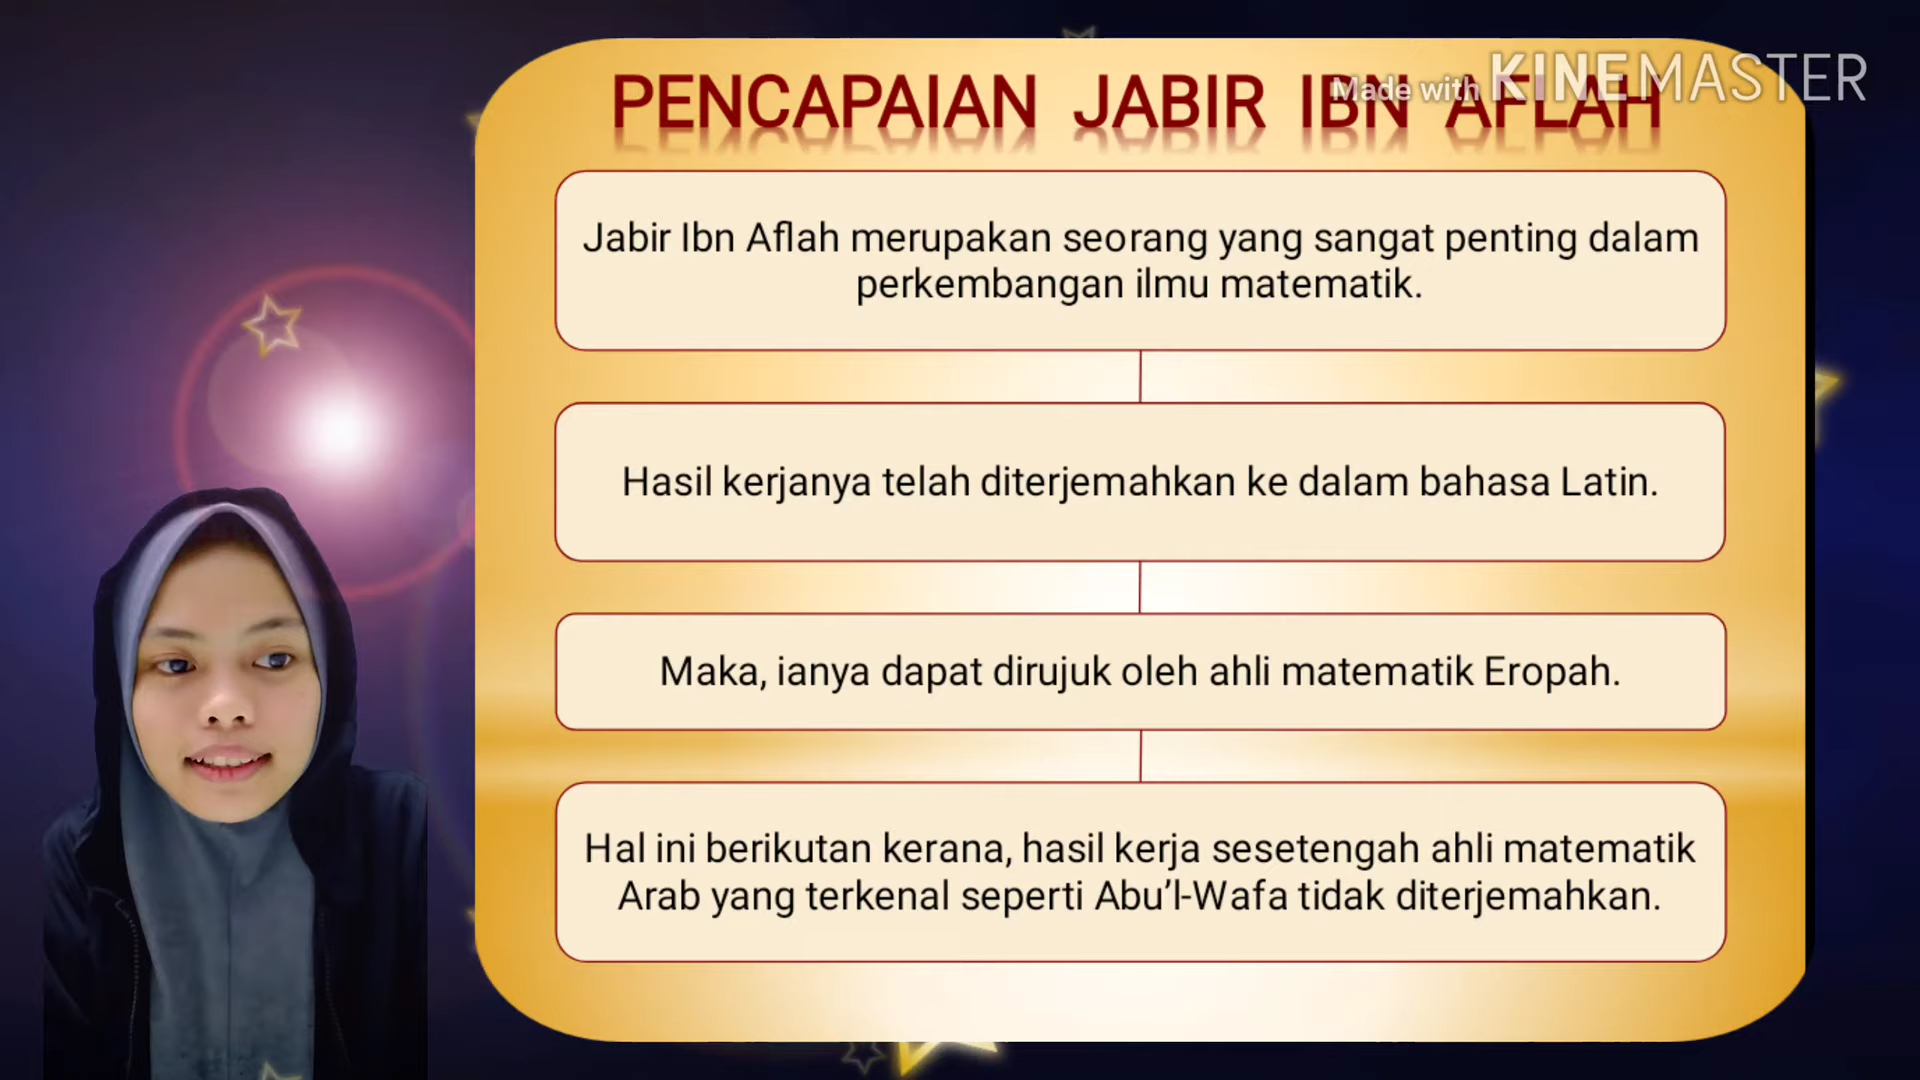 PENCAPAIAN JABIR IBN AFLAH
Made with KINEMASTER
Jabir Ibn Aflah merupakan seorang yang sangat penting dalam
perkembangan ilmu matematik.
Hasil kerjanya telah diterjemahkan ke dalam bahasa Latin.
Maka, ianya dapat dirujuk oleh ahli matematik Eropah.
Hal ini berikutan kerana, hasil kerja sesetengah ahli matematik
Arab yang terkenal seperti Abu’l-Wafa tidak diterjemahkan.